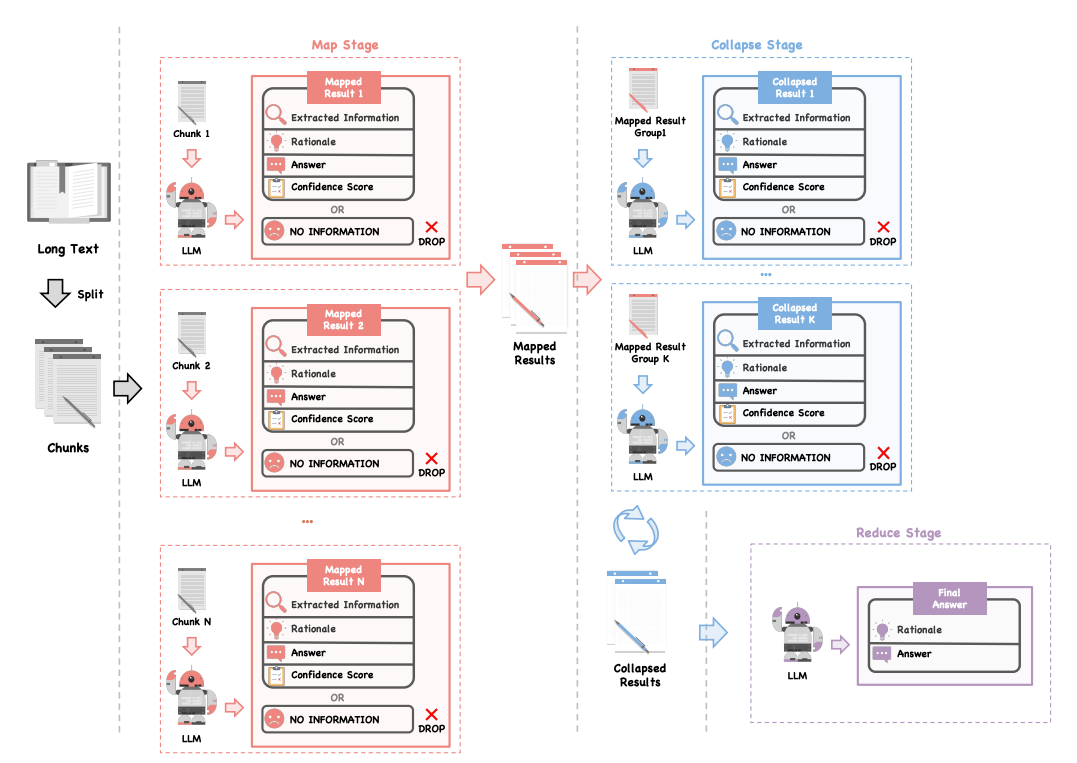 Long Text
Split
Chunks
Map Stage
Chunk 1
LLM
Mapped
Result 1
Extracted Information
Rationale
Answer
Confidence Score
OR
NO INFORMATION
DROP
Chunk 2
LLM
Mapped
Result 2
Extracted Information
Rationale
Answer
Confidence Score
OR
NO INFORMATION
DROP
...
Chunk N
LLM
Mapped
Result N
Extracted Information
Rationale
Answer
Confidence Score
OR
NO INFORMATION
DROP
Mapped
Results
Collapse Stage
Mapped Result
Group1
LLM
Collapsed
Result 1
Extracted Information
Rationale
Answer
Confidence Score
OR
NO INFORMATION
DROP
...
Mapped Result
Group K
LLM
Collapsed
Result K
Extracted Information
Rationale
Answer
Confidence Score
OR
NO INFORMATION
DROP
Collapsed
Results
Reduce Stage
LLM
Final
Answer
Rationale
Answer